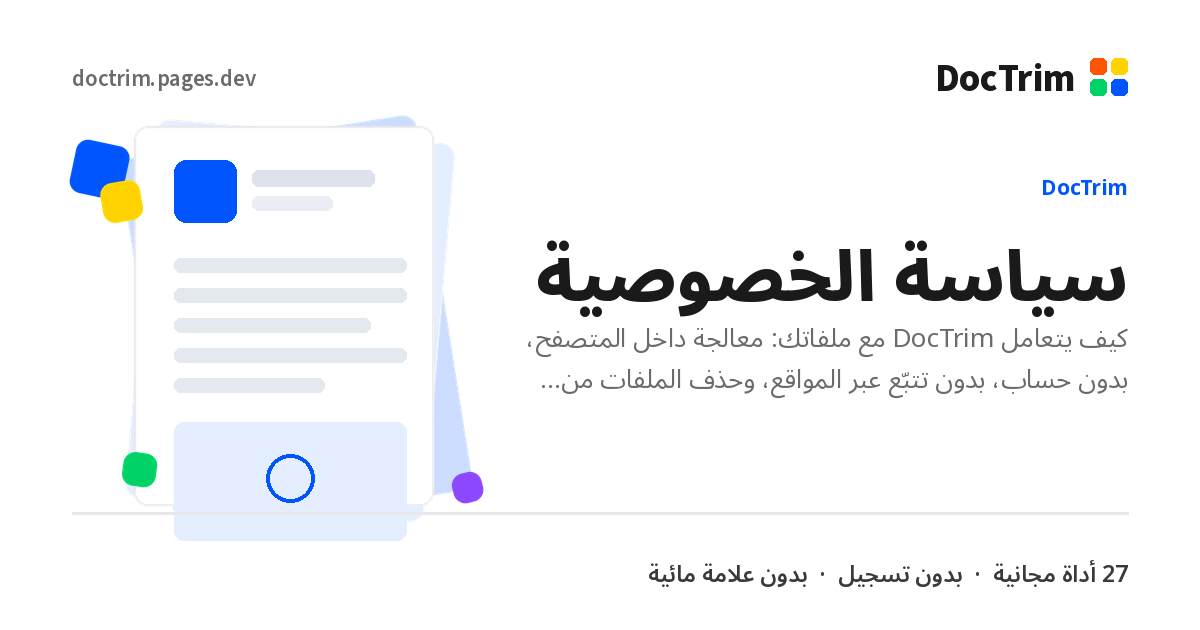 DocTrim
doctrim.pages.dev
DocTrim
سياسة الخصوصية
كيف يتعامل DocTrim مع ملفاتك: معالجة داخل المتصفح،
بدون حساب، بدون تتبّع عبر المواقع، وحذف الملفات من...
27 أداة مجانية · بدون تسجيل · بدون علامة مائية